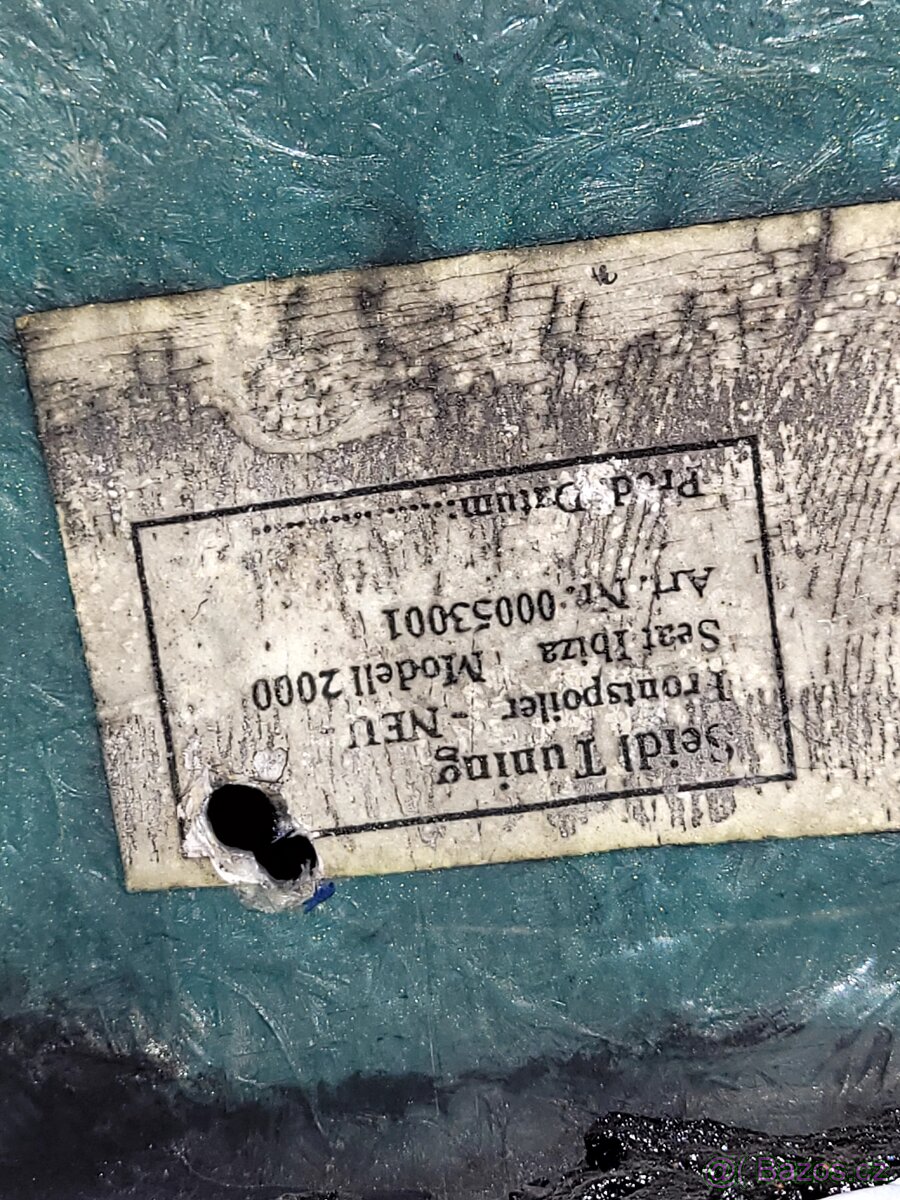 Seidl Tuning
Frontspoiler - NEU -
Seat Ibiza Modell 2000
Art. Nr.: 00053001
Prod. Datum:....................
Bazos.cz